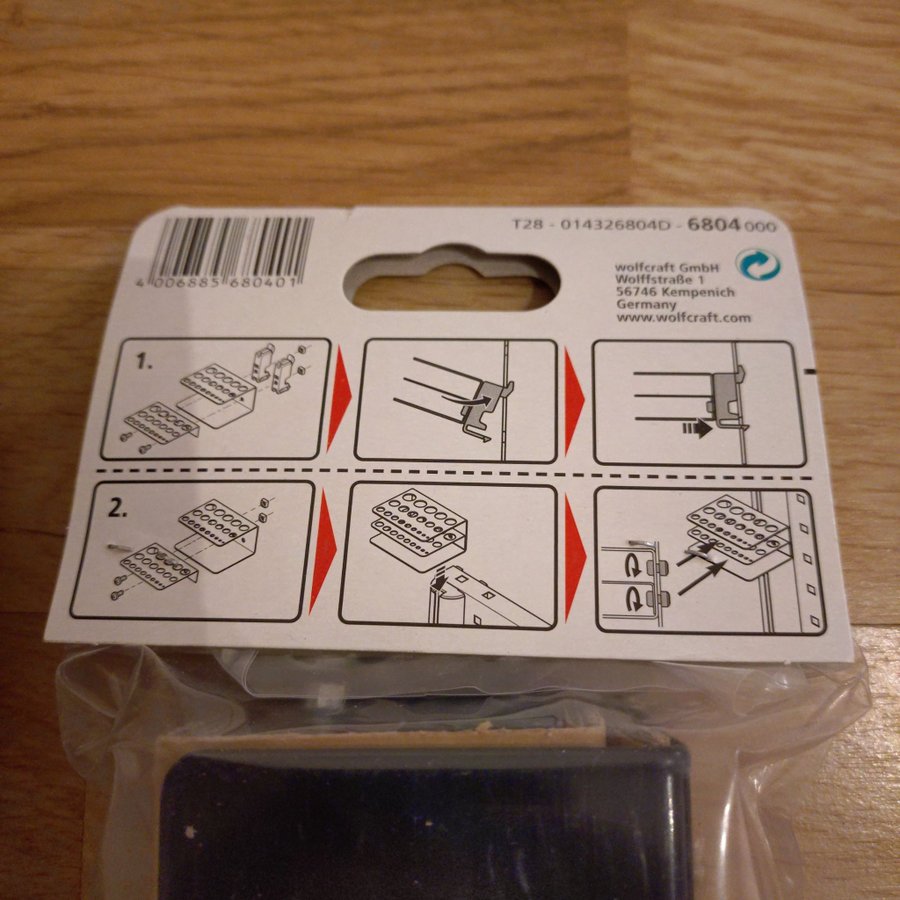 T28 - 014326804D - 6804 000
4 006885 680401
wolfcraft GmbH
Wolffstraße 1
56746 Kempenich
Germany
www.wolfcraft.com
1.
2.